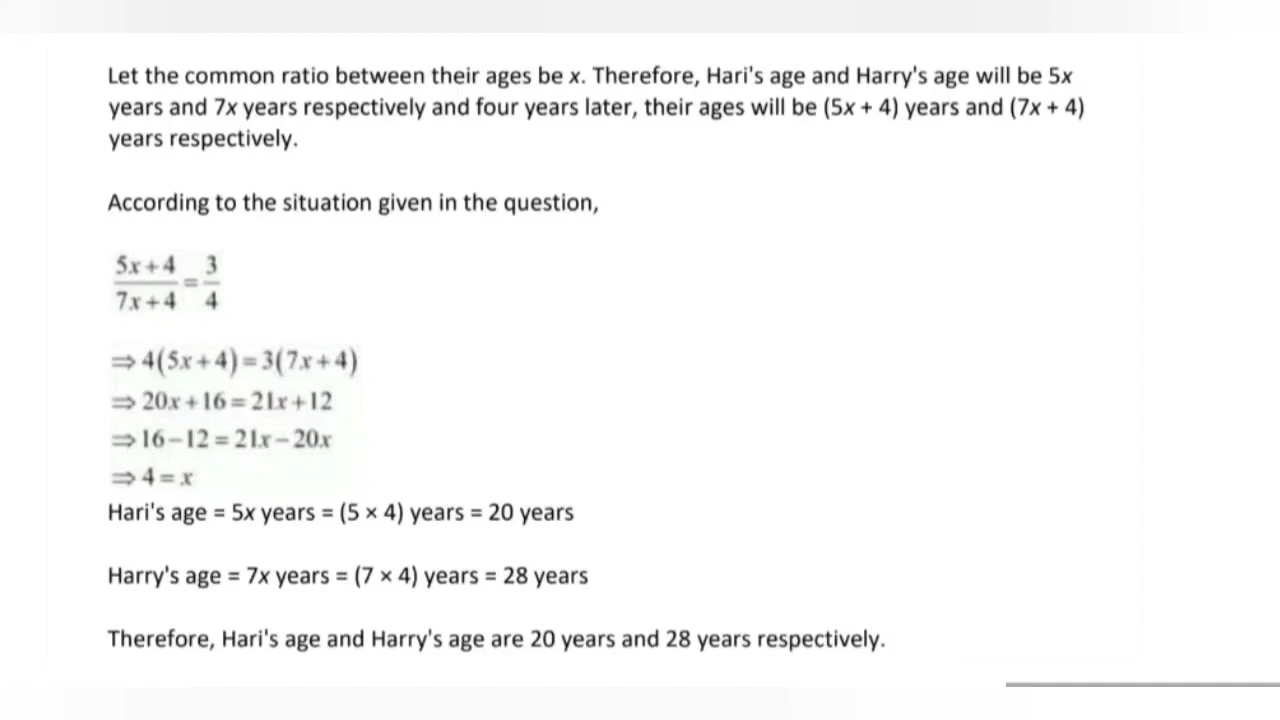 Let the common ratio between their ages be x. Therefore, Hari's age and Harry's age will be 5x
years and 7x years respectively and four years later, their ages will be (5x + 4) years and (7x + 4)
years respectively.
According to the situation given in the question,
5x+4 / 7x+4 = 3 / 4
⇒ 4(5x+4)=3(7x+4)
⇒ 20x+16=21x+12
⇒ 16−12=21x−20x
⇒ 4=x
Hari's age = 5x years = (5 × 4) years = 20 years
Harry's age = 7x years = (7 × 4) years = 28 years
Therefore, Hari's age and Harry's age are 20 years and 28 years respectively.